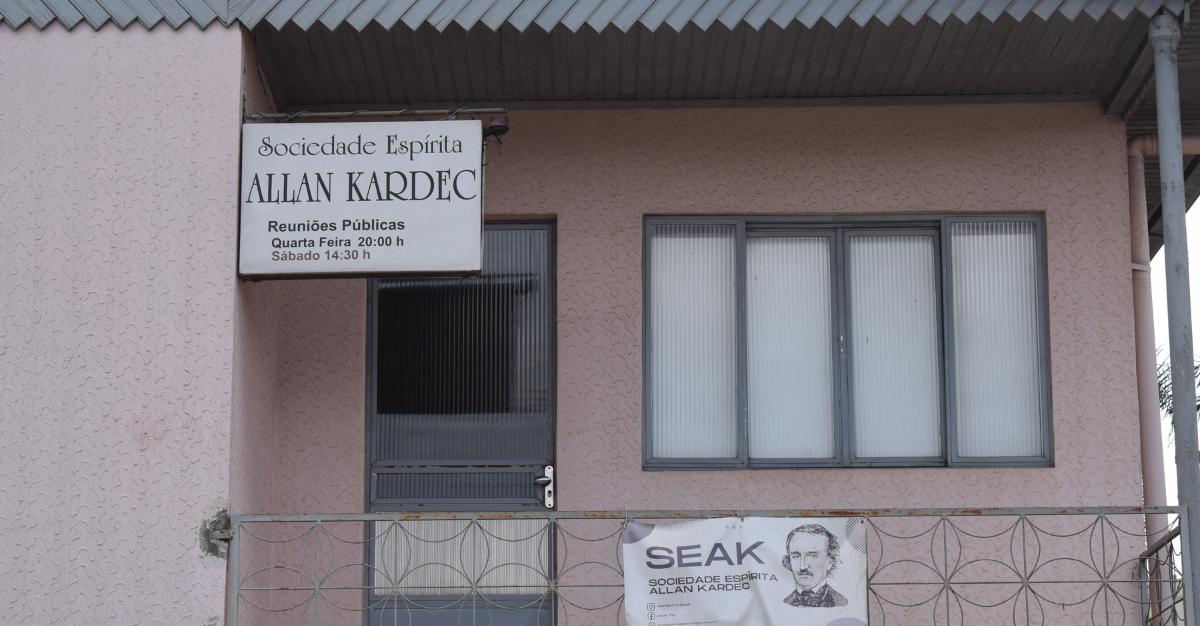 Sociedade Espírita
ALLAN KARDEC
Reuniões Públicas
Quarta Feira 20:00 h
Sábado 14:30 h
SEAK
SOCIEDADE ESPÍRITA
ALLAN KARDEC